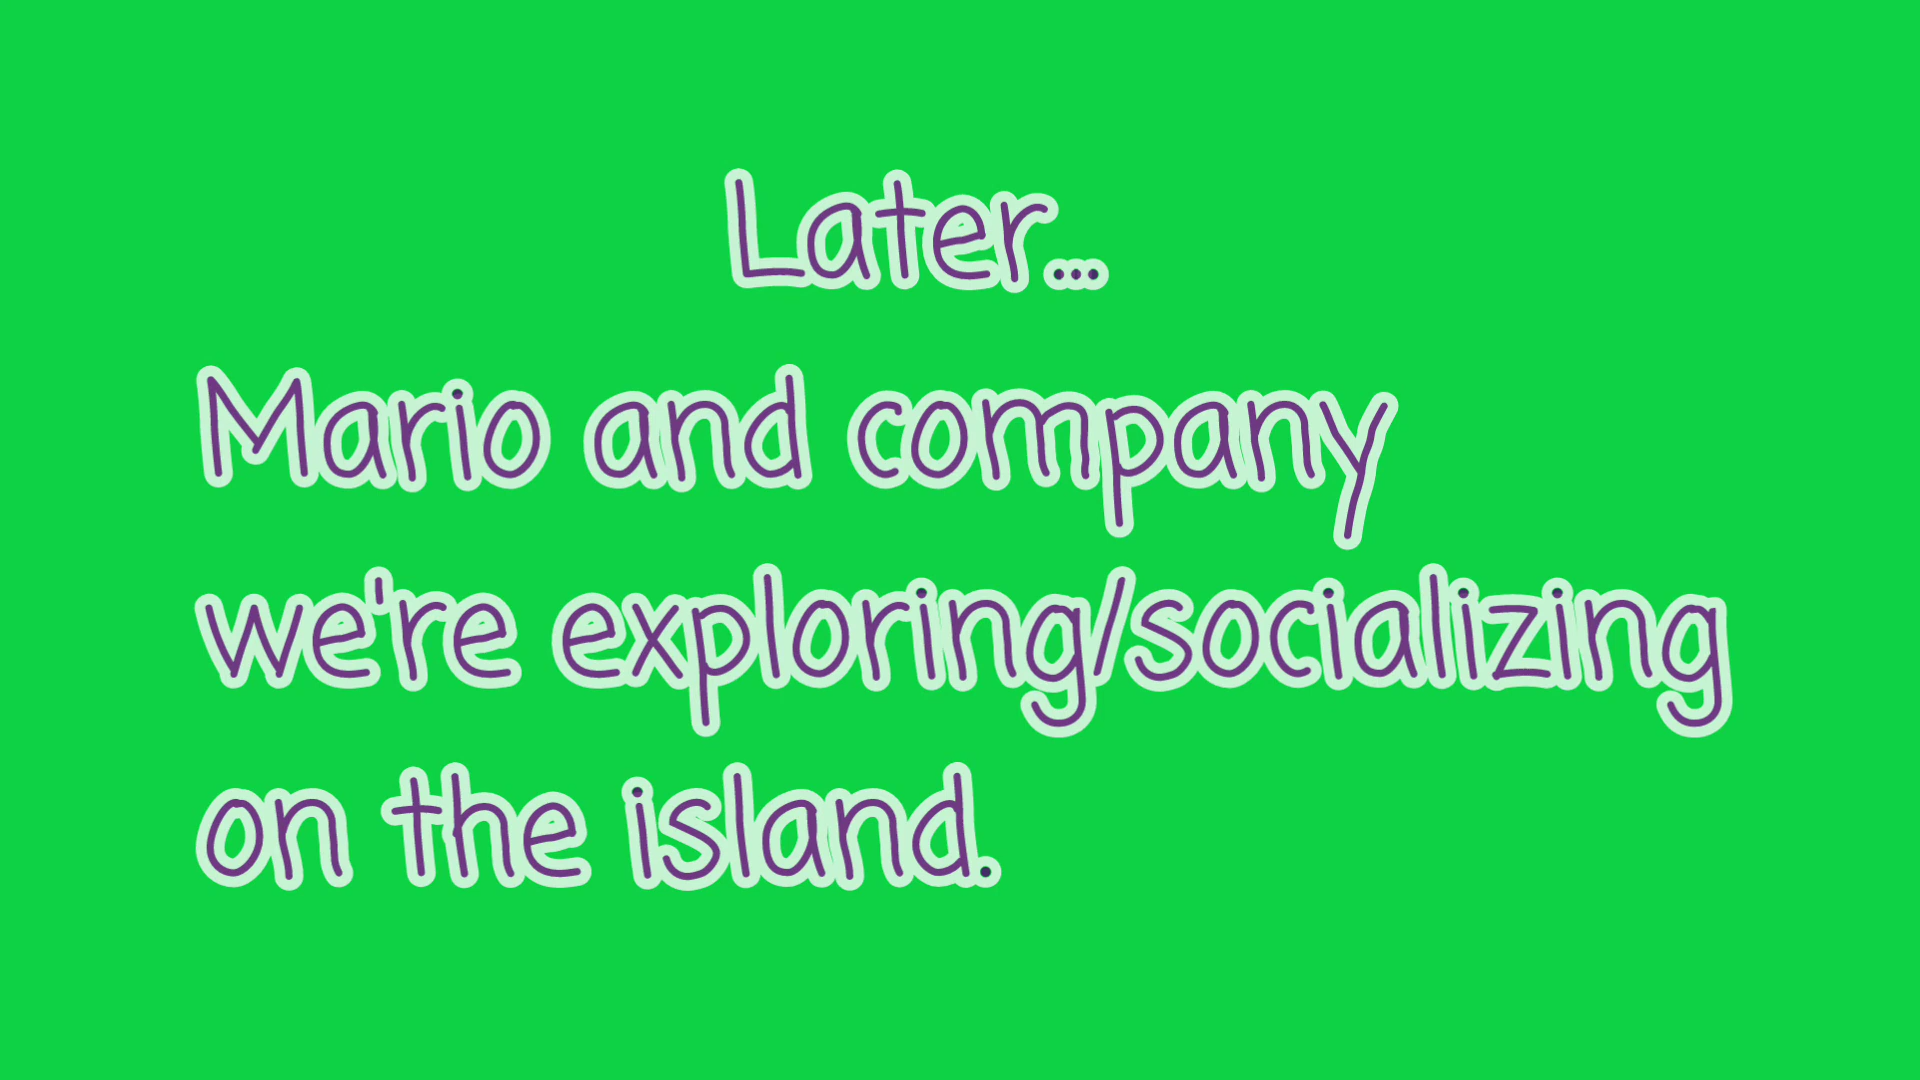 Later...
Mario and company
we're exploring/socializing
on the island.